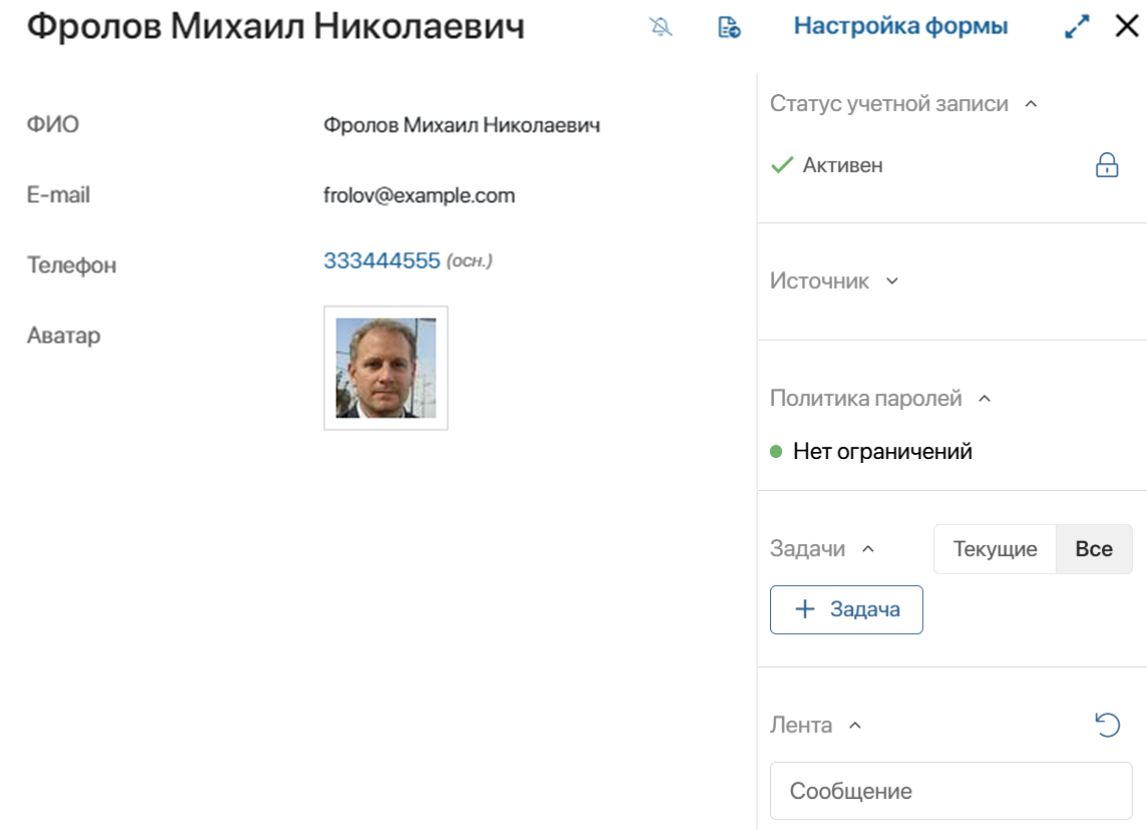 Фролов Михаил Николаевич
Настройка формы
ФИО
Фролов Михаил Николаевич
E-mail
frolov@example.com
Телефон
333444555 (осн.)
Аватар
Статус учетной записи
Активен
Источник
Политика паролей
Нет ограничений
Задачи
Текущие
Все
+ Задача
Лента
Сообщение